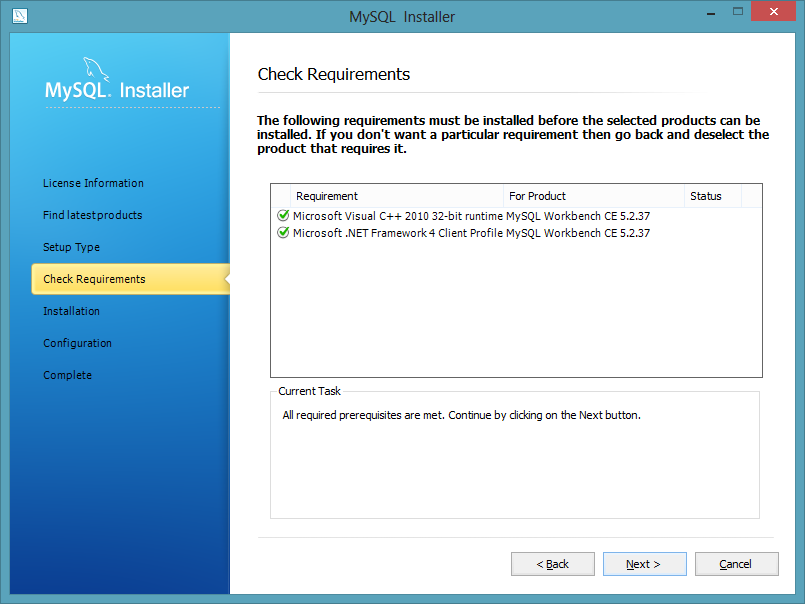 MySQL Installer
MySQL. Installer
License Information
Find latest products
Setup Type
Check Requirements
Installation
Configuration
Complete
Check Requirements
The following requirements must be installed before the selected products can be
installed. If you don't want a particular requirement then go back and deselect the
product that requires it.
Requirement For Product Status
Microsoft Visual C++ 2010 32-bit runtime MySQL Workbench CE 5.2.37
Microsoft .NET Framework 4 Client Profile MySQL Workbench CE 5.2.37
Current Task
All required prerequisites are met. Continue by clicking on the Next button.
< Back Next > Cancel